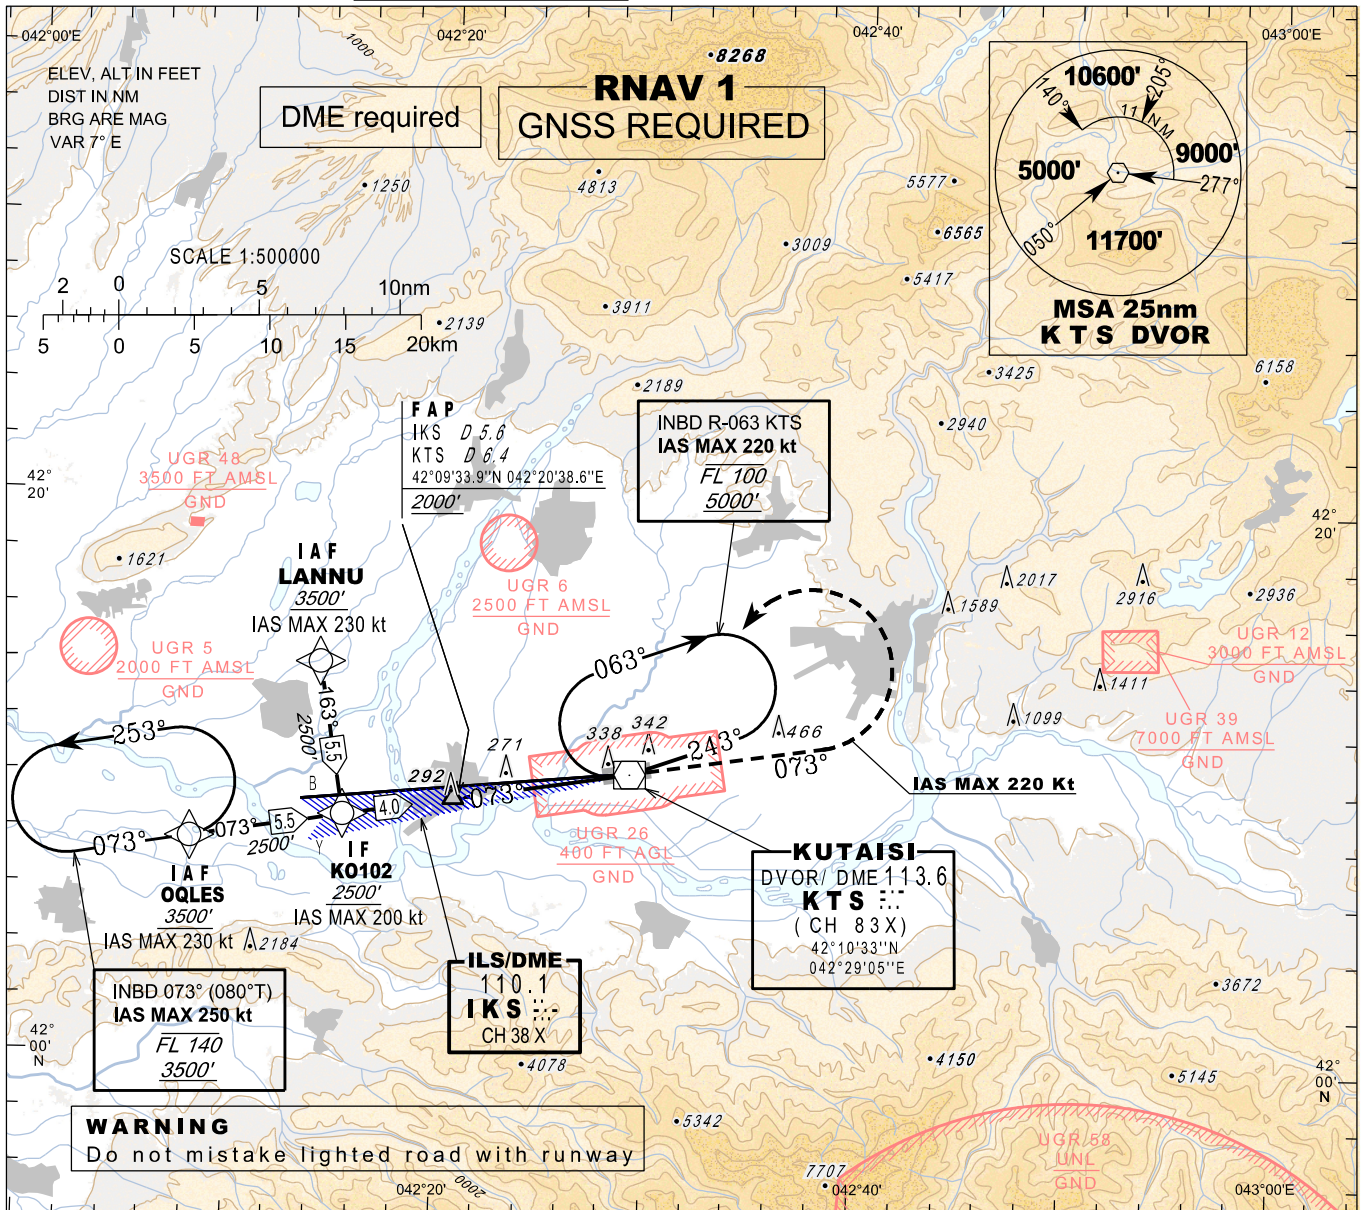 042°00'E
042°20'
042°40'
043°00'E
ELEV, ALT IN FEET
DIST IN NM
BRG ARE MAG
VAR 7° E
DME required
RNAV 1
GNSS REQUIRED
1000
8268
10600'
140°
205°
11 NM
5000'
9000'
277°
050°
11700'
MSA 25nm
KTS DVOR
1250
4813
5577
6565
3009
5417
3911
2139
SCALE 1:500000
2 0 5 10nm
5 0 5 10 15 20km
3425
6158
2189
2940
FAP
IKS D 5.6
KTS D 6.4
42°09'33.9''N 042°20'38.6''E
2000'
INBD R-063 KTS
IAS MAX 220 kt
FL 100
5000'
42°
20'
42°
20'
UGR 48
3500 FT AMSL
GND
1621
IAF
LANNU
3500'
IAS MAX 230 kt
UGR 6
2500 FT AMSL
GND
UGR 5
2000 FT AMSL
GND
2017
1589
2916
2936
UGR 12
3000 FT AMSL
GND
1411
1099
UGR 39
7000 FT AMSL
GND
063°
163°
5.5
2500'
253°
073°
073°
5.5
2500'
B
Y
4.0
292
271
338
342
466
073°
243°
073°
IAS MAX 220 Kt
UGR 26
400 FT AGL
GND
IAF
OQLES
3500'
IAS MAX 230 kt
2184
IF
KO102
2500'
IAS MAX 200 kt
KUTAISI
DVOR/ DME 113.6
KTS
(CH 83X)
42°10'33''N
042°29'05''E
ILS/DME
110.1
IKS
CH 38 X
INBD 073° (080°T)
IAS MAX 250 kt
FL 140
3500'
42°
00'
N
42°
00'
N
3672
4150
5145
4078
5342
7707
UGR 58
UNL
GND
WARNING
Do not mistake lighted road with runway
2000
042°20'
042°40'
043°00'E